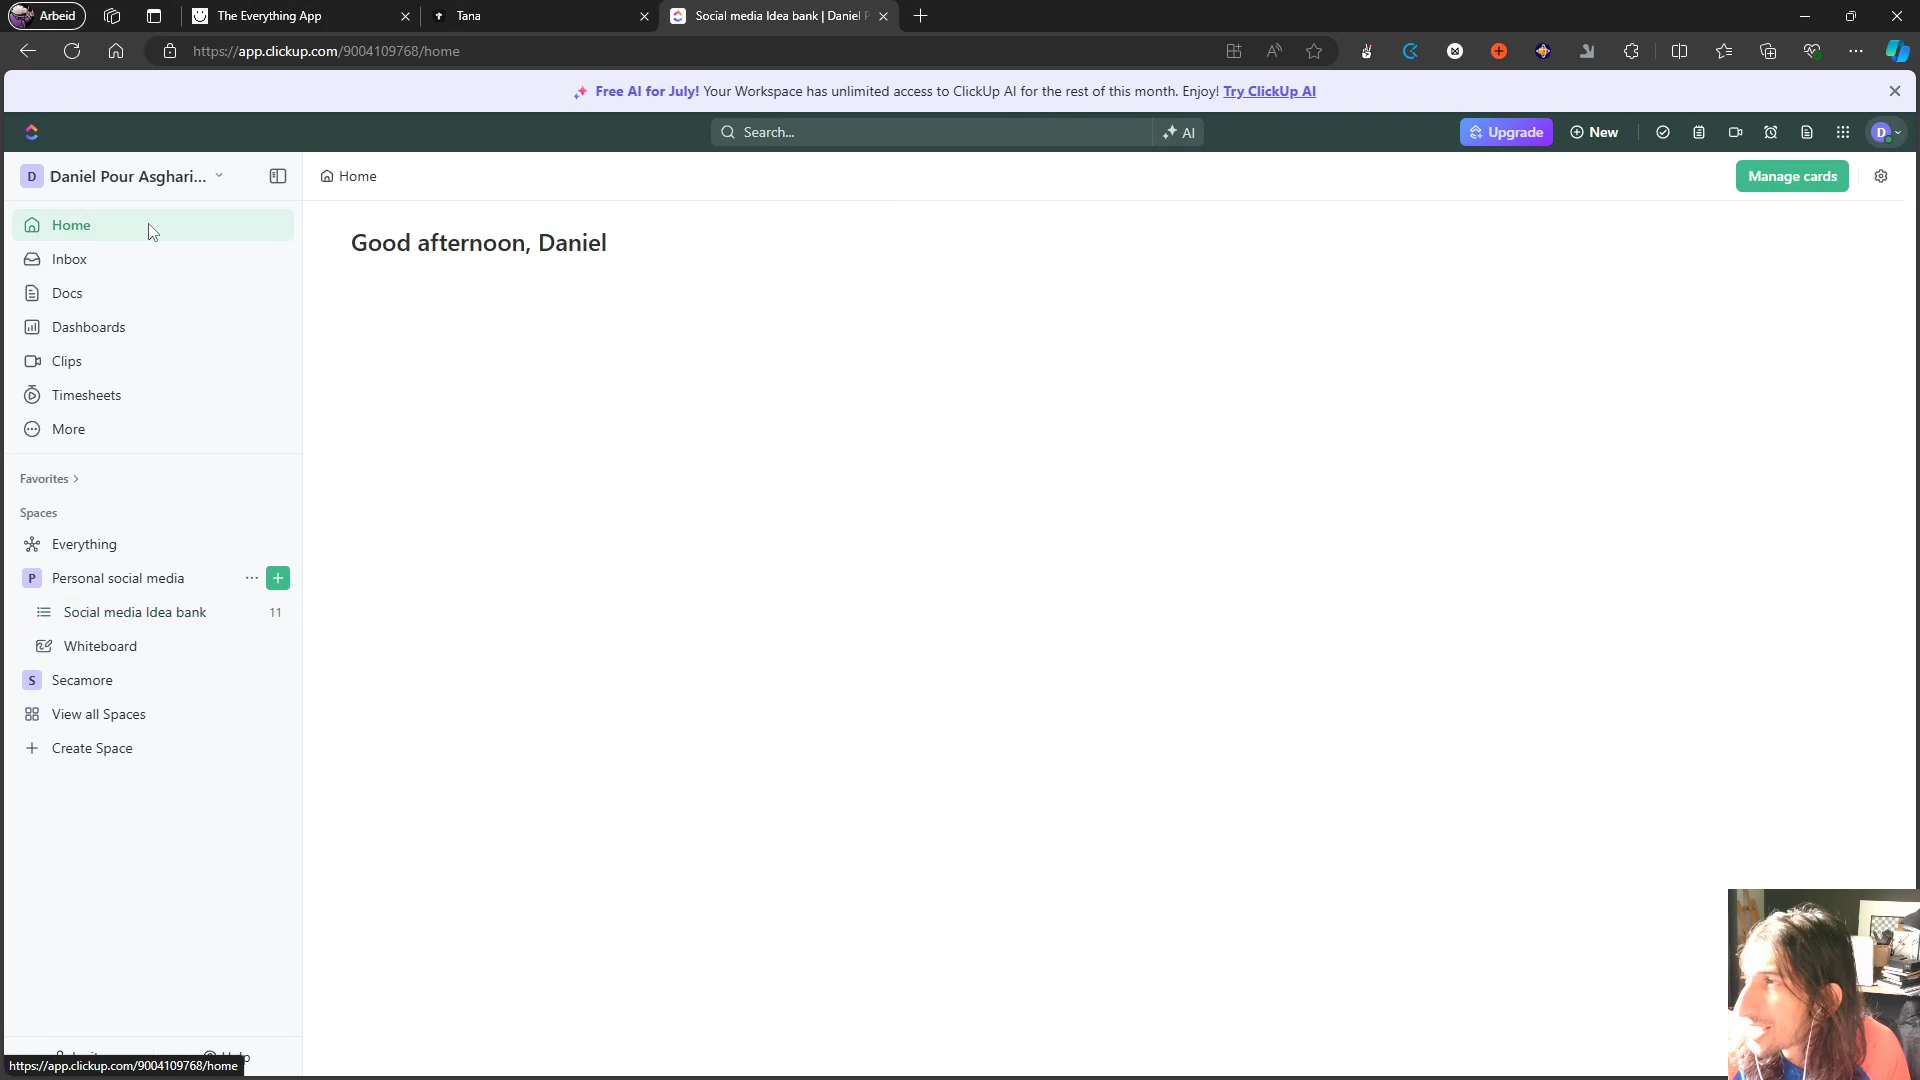 Arbeid
The Everything App
Tana
Social media Idea bank | Daniel P
https://app.clickup.com/9004109768/home
Free AI for July! Your Workspace has unlimited access to ClickUp AI for the rest of this month. Enjoy! Try ClickUp AI
Search...
AI
Upgrade
New
D
D Daniel Pour Asghari...
Home
Manage cards
Home
Inbox
Docs
Dashboards
Clips
Timesheets
More
Good afternoon, Daniel
Favorites
Spaces
Everything
P Personal social media
Social media Idea bank 11
Whiteboard
S Secamore
View all Spaces
Create Space
https://app.clickup.com/9004109768/home